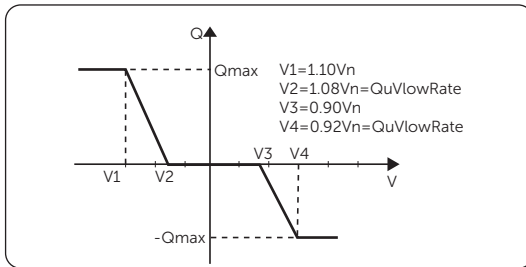 Q
Qmax
V1=1.10Vn
V2=1.08Vn=QuVlowRate
V3=0.90Vn
V4=0.92Vn=QuVlowRate
V3 V4
V1 V2 V
-Qmax